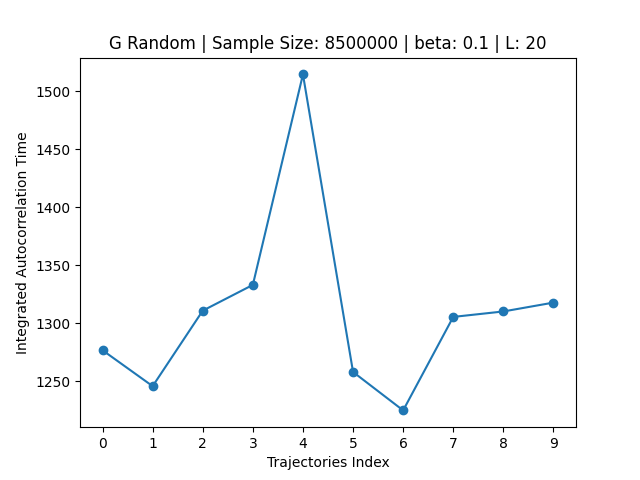 G Random | Sample Size: 8500000 | beta: 0.1 | L: 20
Integrated Autocorrelation Time
1500
1450
1400
1350
1300
1250
0 1 2 3 4 5 6 7 8 9
Trajectories Index